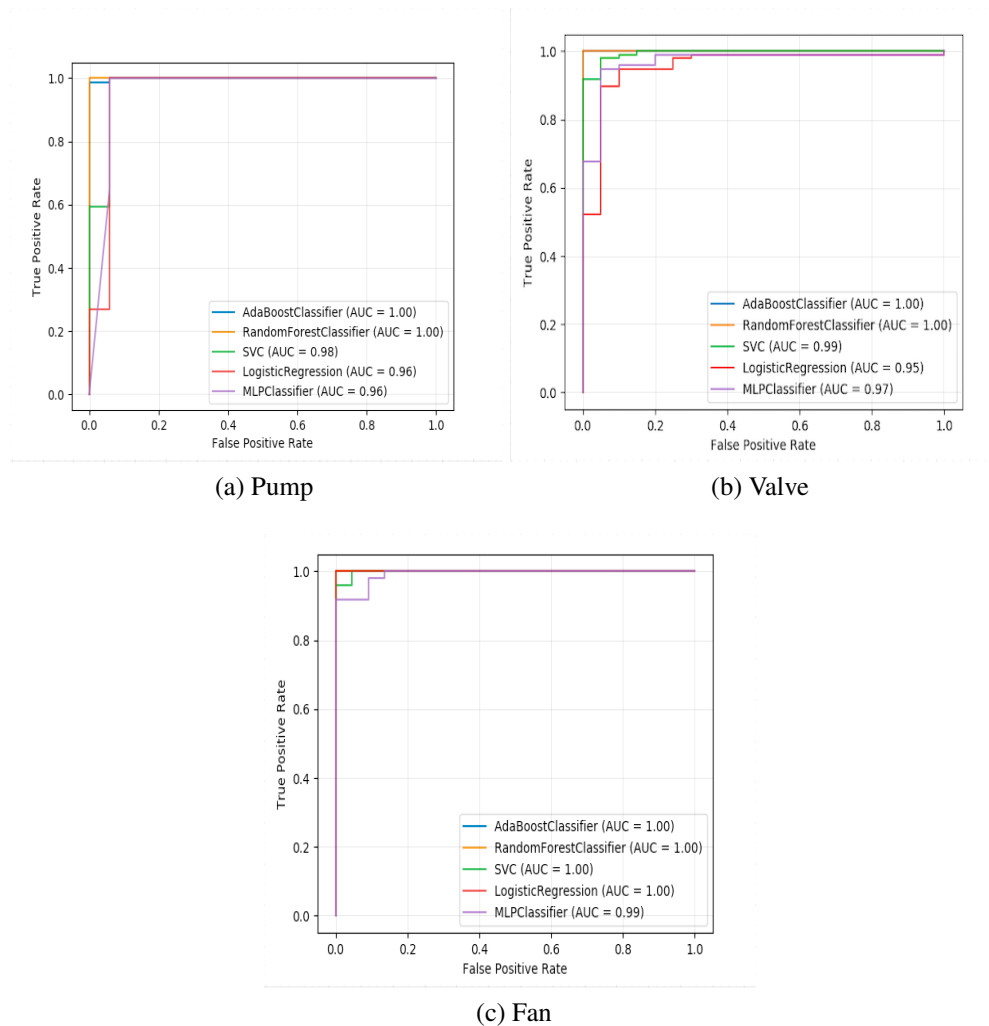 1.0
0.8
0.6
0.4
0.2
0.0
True Positive Rate
AdaBoostClassifier (AUC = 1.00)
RandomForestClassifier (AUC = 1.00)
SVC (AUC = 0.98)
LogisticRegression (AUC = 0.96)
MLPClassifier (AUC = 0.96)
0.0 0.2 0.4 0.6 0.8 1.0
False Positive Rate
(a) Pump
1.0
0.8
0.6
0.4
0.2
0.0
True Positive Rate
AdaBoostClassifier (AUC = 1.00)
RandomForestClassifier (AUC = 1.00)
SVC (AUC = 0.99)
LogisticRegression (AUC = 0.95)
MLPClassifier (AUC = 0.97)
0.0 0.2 0.4 0.6 0.8 1.0
False Positive Rate
(b) Valve
1.0
0.8
0.6
0.4
0.2
0.0
True Positive Rate
AdaBoostClassifier (AUC = 1.00)
RandomForestClassifier (AUC = 1.00)
SVC (AUC = 1.00)
LogisticRegression (AUC = 1.00)
MLPClassifier (AUC = 0.99)
0.0 0.2 0.4 0.6 0.8 1.0
False Positive Rate
(c) Fan